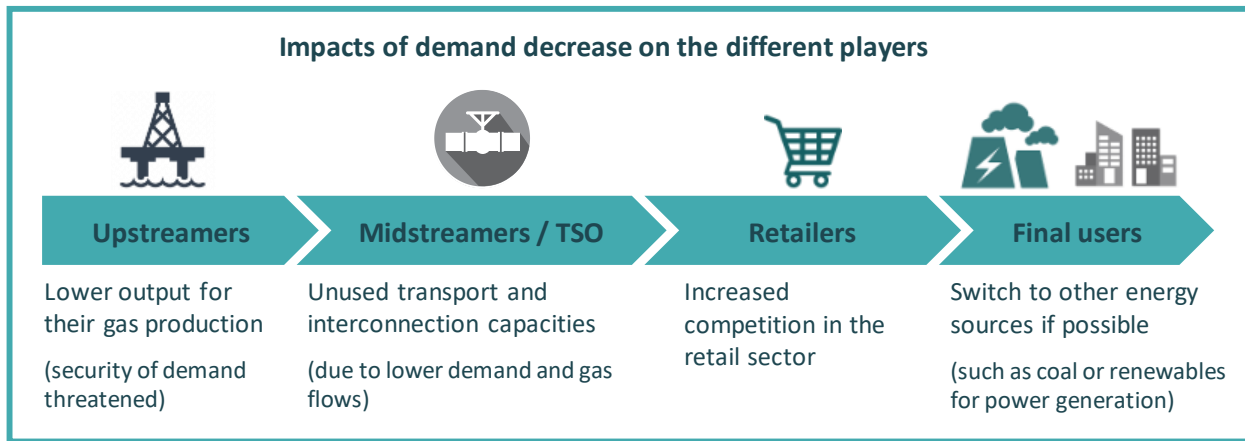 Impacts of demand decrease on the different players
Upstreamers
Midstreamers / TSO
Retailers
Final users
Lower output for
their gas production
(security of demand
threatened)
Unused transport and
interconnection capacities
(due to lower demand and gas
flows)
Increased
competition in the
retail sector
Switch to other energy
sources if possible
(such as coal or renewables
for power generation)